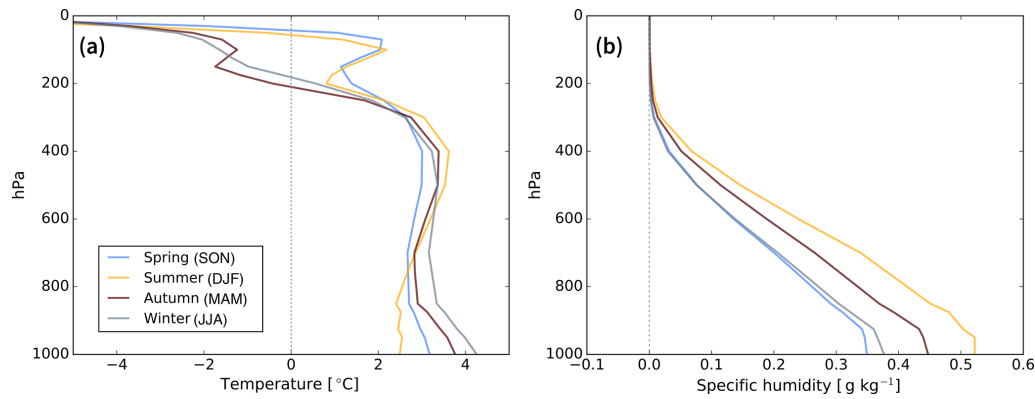 (a)
0
200
400
600
800
1000
hPa
Spring (SON)
Summer (DJF)
Autumn (MAM)
Winter (JJA)
−4
−2
0
2
4
Temperature [ °C]
(b)
0
200
400
600
800
1000
hPa
−0.1
0.0
0.1
0.2
0.3
0.4
0.5
0.6
Specific humidity [ g kg⁻¹]